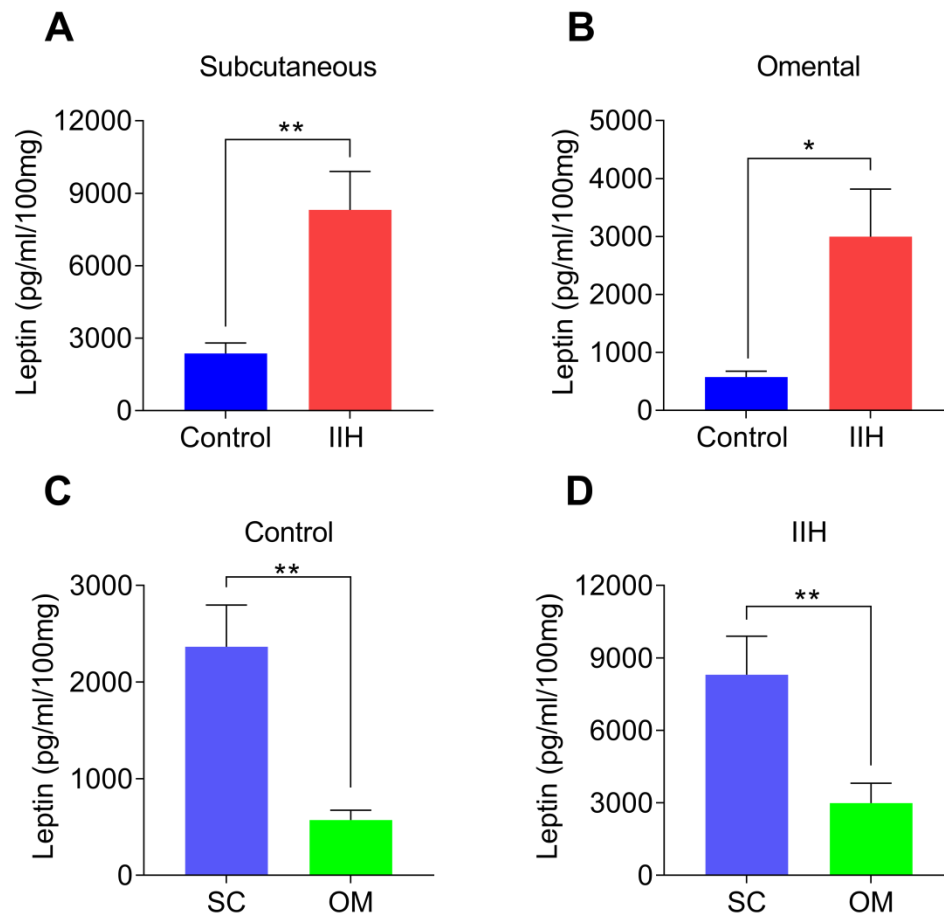 A
Subcutaneous
Leptin (pg/ml/100mg)
12000
9000
6000
3000
0
**
Control IIH
B
Omental
Leptin (pg/ml/100mg)
5000
4000
3000
2000
1000
0
*
Control IIH
C
Control
Leptin (pg/ml/100mg)
3000
2000
1000
0
**
SC OM
D
IIH
Leptin (pg/ml/100mg)
12000
9000
6000
3000
0
**
SC OM